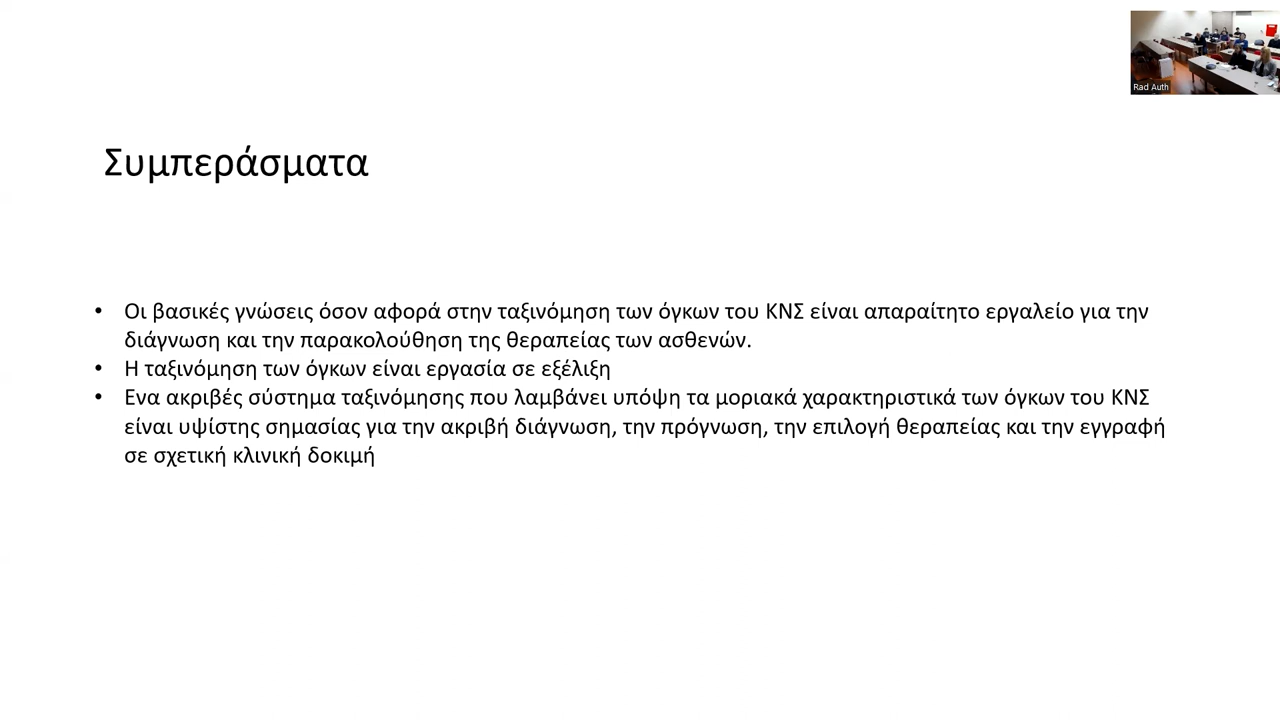 Rad Auth
Συμπεράσματα
• Οι βασικές γνώσεις όσον αφορά στην ταξινόμηση των όγκων του ΚΝΣ είναι απαραίτητο εργαλείο για την
διάγνωση και την παρακολούθηση της θεραπείας των ασθενών.
• Η ταξινόμηση των όγκων είναι εργασία σε εξέλιξη
• Ενα ακριβές σύστημα ταξινόμησης που λαμβάνει υπόψη τα μοριακά χαρακτηριστικά των όγκων του ΚΝΣ
είναι υψίστης σημασίας για την ακριβή διάγνωση, την πρόγνωση, την επιλογή θεραπείας και την εγγραφή
σε σχετική κλινική δοκιμή